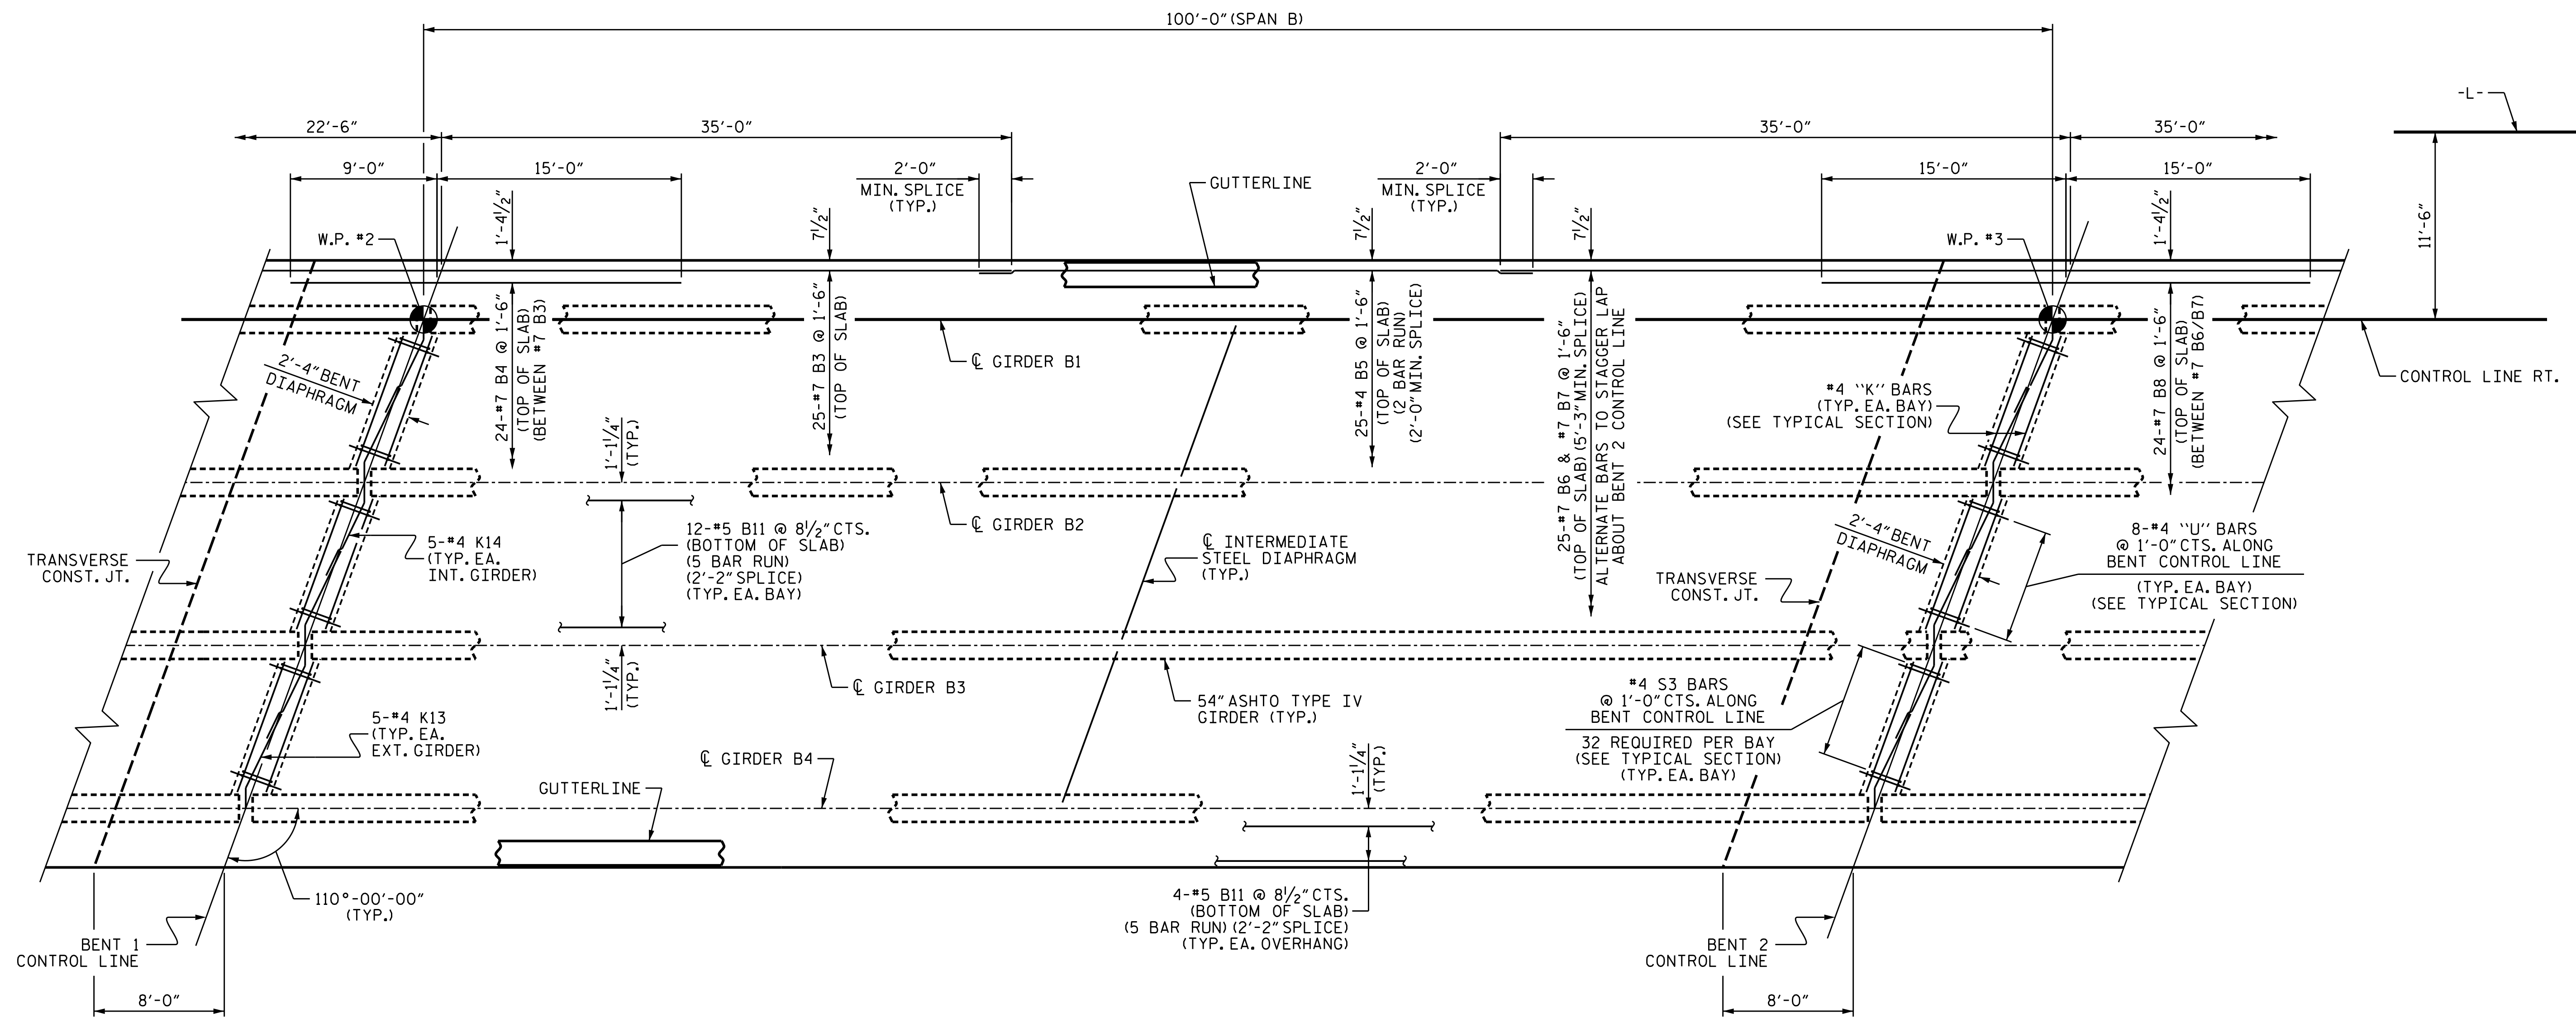 100'-0" (SPAN B)
-L-
22'-6"
35'-0"
35'-0"
35'-0"
9'-0"
15'-0"
2'-0"
MIN. SPLICE
(TYP.)
2'-0"
MIN. SPLICE
(TYP.)
15'-0"
15'-0"
GUTTERLINE
11'-6"
1'-4½"
7½"
7½"
7½"
1'-4½"
W.P. #2
W.P. #3
24-#7 B4 @ 1'-6"
(TOP OF SLAB)
(BETWEEN #7 B3)
25-#7 B3 @ 1'-6"
(TOP OF SLAB)
25-#4 B5 @ 1'-6"
(TOP OF SLAB)
(2 BAR RUN)
(2'-0" MIN. SPLICE)
25-#7 B6 & #7 B7 @ 1'-6"
(TOP OF SLAB) (5'-3" MIN. SPLICE)
ALTERNATE BARS TO STAGGER LAP
ABOUT BENT 2 CONTROL LINE
24-#7 B8 @ 1'-6"
(TOP OF SLAB)
(BETWEEN #7 B6/B7)
℄ GIRDER B1
CONTROL LINE RT.
2'-4" BENT
DIAPHRAGM
#4 ``K'' BARS
(TYP. EA. BAY)
(SEE TYPICAL SECTION)
1'-1¼"
(TYP.)
℄ GIRDER B2
12-#5 B11 @ 8½" CTS.
(BOTTOM OF SLAB)
(5 BAR RUN)
(2'-2" SPLICE)
(TYP. EA. BAY)
5-#4 K14
(TYP. EA.
INT. GIRDER)
TRANSVERSE
CONST. JT.
℄ INTERMEDIATE
STEEL DIAPHRAGM
(TYP.)
2'-4" BENT
DIAPHRAGM
8-#4 ``U'' BARS
@ 1'-0" CTS. ALONG
BENT CONTROL LINE
(TYP. EA. BAY)
(SEE TYPICAL SECTION)
TRANSVERSE
CONST. JT.
1'-1¼"
(TYP.)
℄ GIRDER B3
54" ASHTO TYPE IV
GIRDER (TYP.)
#4 S3 BARS
@ 1'-0" CTS. ALONG
BENT CONTROL LINE
32 REQUIRED PER BAY
(SEE TYPICAL SECTION)
(TYP. EA. BAY)
5-#4 K13
(TYP. EA.
EXT. GIRDER)
℄ GIRDER B4
1'-1¼"
(TYP.)
GUTTERLINE
110°-00'-00"
(TYP.)
4-#5 B11 @ 8½" CTS.
(BOTTOM OF SLAB)
(5 BAR RUN) (2'-2" SPLICE)
(TYP. EA. OVERHANG)
BENT 1
CONTROL LINE
BENT 2
CONTROL LINE
8'-0"
8'-0"